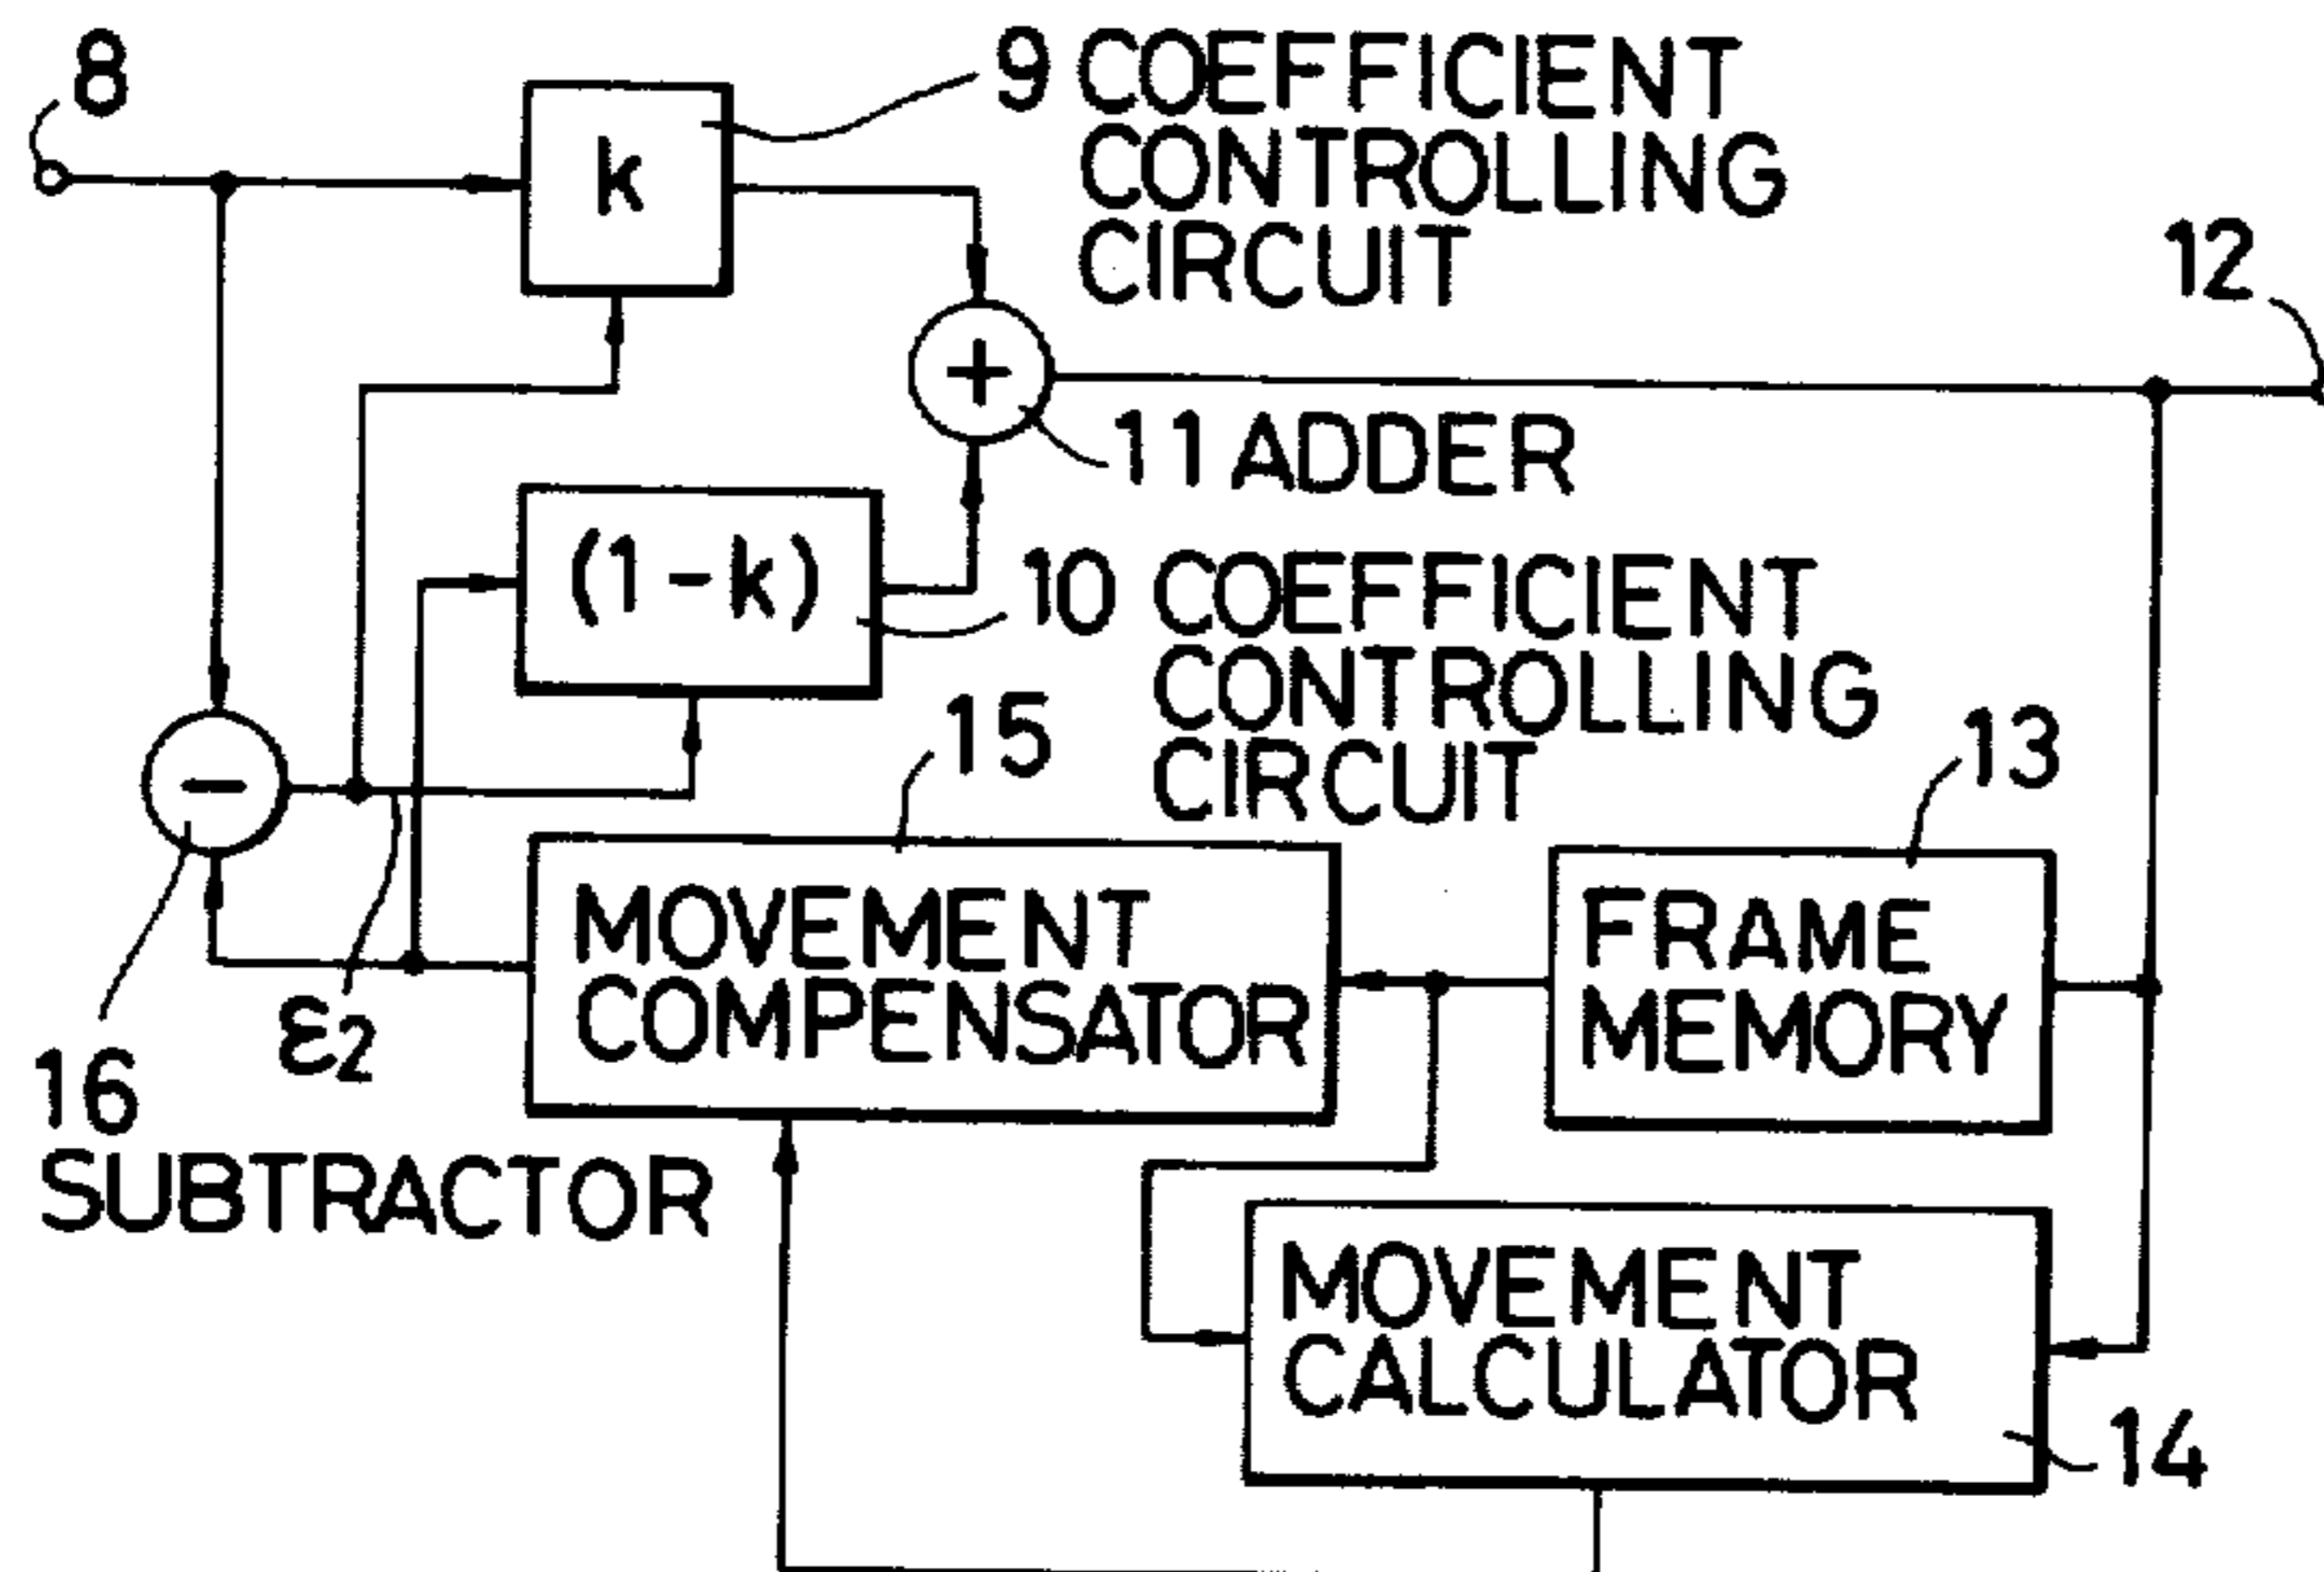 8
k
9 COEFFICIENT
CONTROLLING
CIRCUIT
12
+
11 ADDER
(1-k)
10 COEFFICIENT
CONTROLLING
CIRCUIT
15
13
−
MOVEMENT
COMPENSATOR
FRAME
MEMORY
ε2
16
SUBTRACTOR
MOVEMENT
CALCULATOR
14